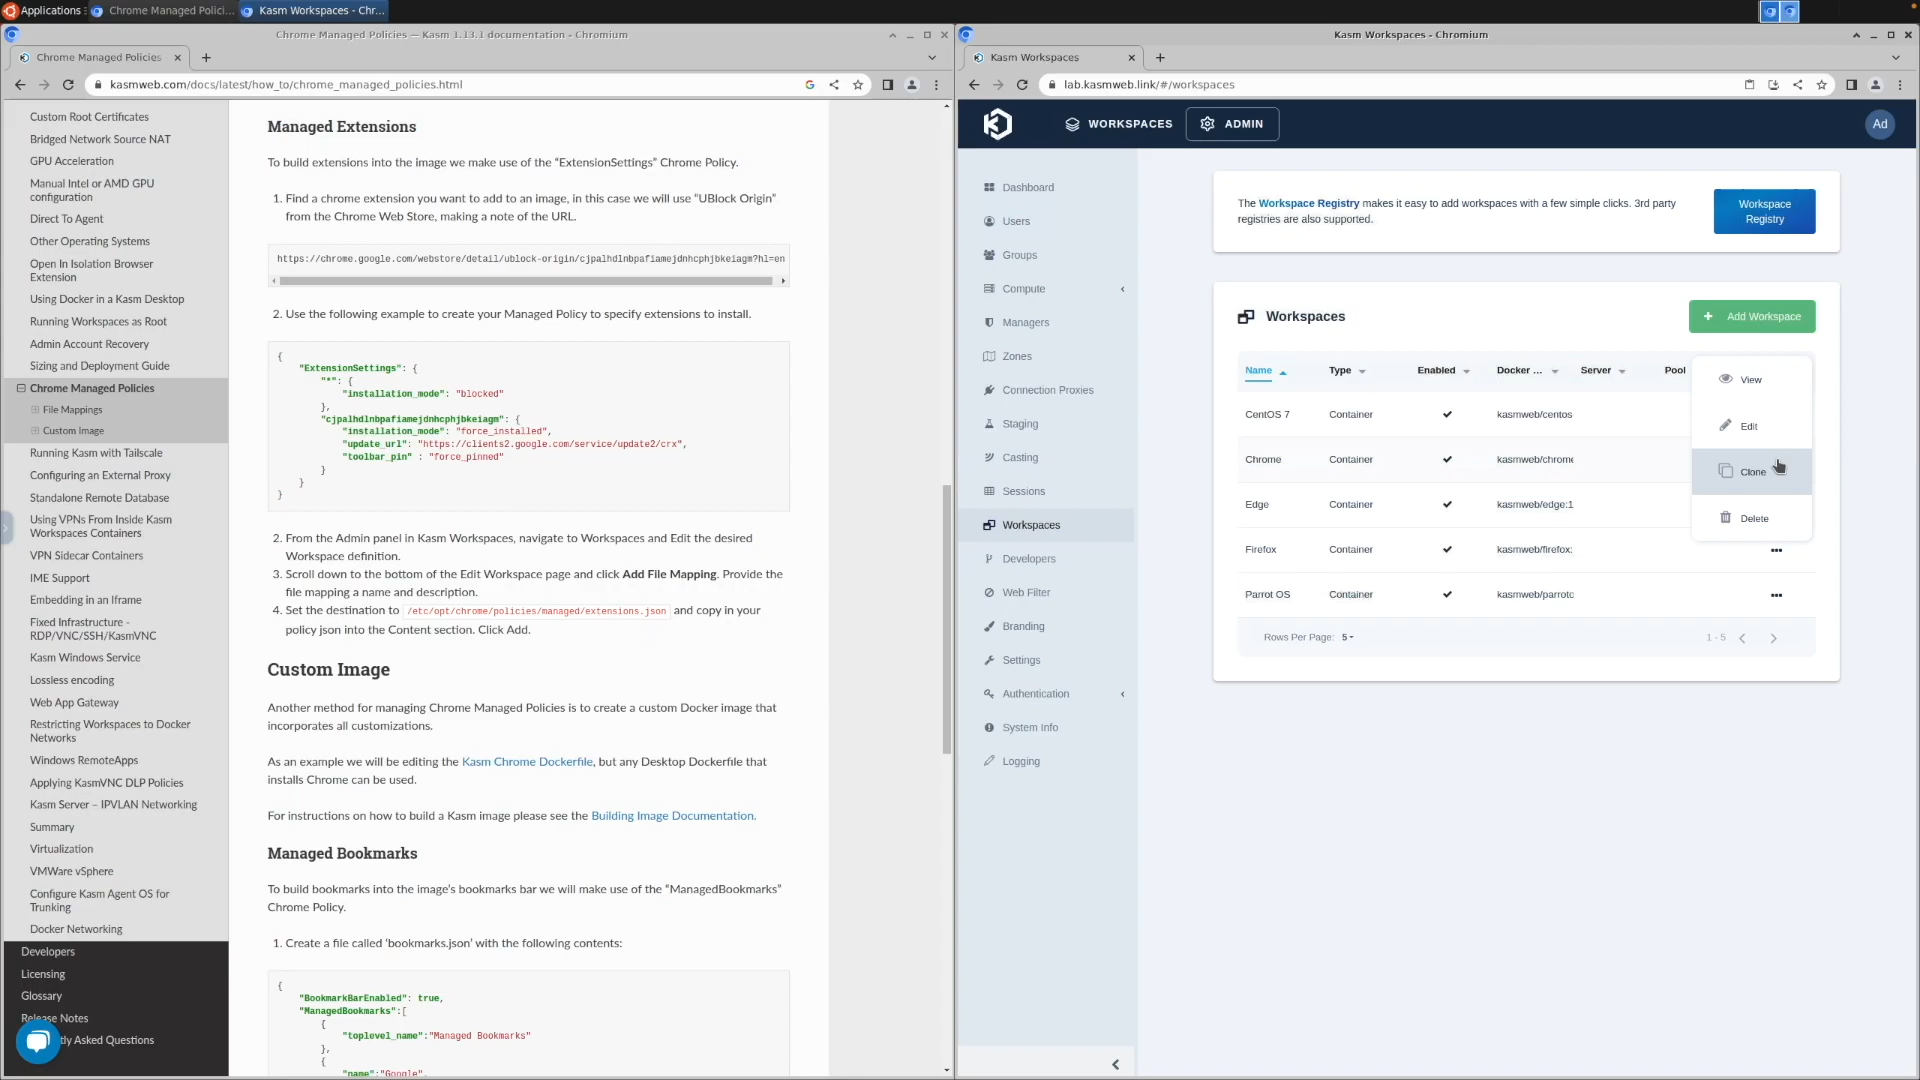 Applications
Chrome Managed Polici...
Kasm Workspaces - Chr...
Chrome Managed Policies — Kasm 1.13.1 documentation - Chromium
Chrome Managed Policies
kasmweb.com/docs/latest/how_to/chrome_managed_policies.html
Custom Root Certificates
Bridged Network Source NAT
GPU Acceleration
Manual Intel or AMD GPU
configuration
Direct To Agent
Other Operating Systems
Open In Isolation Browser
Extension
Using Docker in a Kasm Desktop
Running Workspaces as Root
Admin Account Recovery
Sizing and Deployment Guide
Chrome Managed Policies
File Mappings
Custom Image
Running Kasm with Tailscale
Configuring an External Proxy
Standalone Remote Database
Using VPNs From Inside Kasm
Workspaces Containers
VPN Sidecar Containers
IME Support
Embedding in an Iframe
Fixed Infrastructure -
RDP/VNC/SSH/KasmVNC
Kasm Windows Service
Lossless encoding
Web App Gateway
Restricting Workspaces to Docker
Networks
Windows RemoteApps
Applying KasmVNC DLP Policies
Kasm Server – IPVLAN Networking
Summary
Virtualization
VMWare vSphere
Configure Kasm Agent OS for
Trunking
Docker Networking
Developers
Licensing
Glossary
Release Notes
tly Asked Questions
Managed Extensions
To build extensions into the image we make use of the “ExtensionSettings” Chrome Policy.
1. Find a chrome extension you want to add to an image, in this case we will use “UBlock Origin”
from the Chrome Web Store, making a note of the URL.
https://chrome.google.com/webstore/detail/ublock-origin/cjpalhdlnbpafiamejdnhcphjbkeiagm?hl=en
2. Use the following example to create your Managed Policy to specify extensions to install.
{
"ExtensionSettings": {
"*": {
"installation_mode": "blocked"
},
"cjpalhdlnbpafiamejdnhcphjbkeiagm": {
"installation_mode": "force_installed",
"update_url": "https://clients2.google.com/service/update2/crx",
"toolbar_pin" : "force_pinned"
}
}
}
2. From the Admin panel in Kasm Workspaces, navigate to Workspaces and Edit the desired
Workspace definition.
3. Scroll down to the bottom of the Edit Workspace page and click Add File Mapping. Provide the
file mapping a name and description.
4. Set the destination to /etc/opt/chrome/policies/managed/extensions.json and copy in your
policy json into the Content section. Click Add.
Custom Image
Another method for managing Chrome Managed Policies is to create a custom Docker image that
incorporates all customizations.
As an example we will be editing the Kasm Chrome Dockerfile, but any Desktop Dockerfile that
installs Chrome can be used.
For instructions on how to build a Kasm image please see the Building Image Documentation.
Managed Bookmarks
To build bookmarks into the image’s bookmarks bar we will make use of the “ManagedBookmarks”
Chrome Policy.
1. Create a file called ‘bookmarks.json’ with the following contents:
{
"BookmarkBarEnabled": true,
"ManagedBookmarks":[
{
"toplevel_name":"Managed Bookmarks"
},
{
"name":"Google",
Kasm Workspaces - Chromium
Kasm Workspaces
lab.kasmweb.link/#/workspaces
WORKSPACES
ADMIN
Ad
Dashboard
Users
Groups
Compute
Managers
Zones
Connection Proxies
Staging
Casting
Sessions
Workspaces
Developers
Web Filter
Branding
Settings
Authentication
System Info
Logging
The Workspace Registry makes it easy to add workspaces with a few simple clicks. 3rd party
registries are also supported.
Workspace
Registry
Workspaces
+ Add Workspace
Name Type Enabled Docker ... Server Pool
CentOS 7 Container kasmweb/centos
Chrome Container kasmweb/chrome
Edge Container kasmweb/edge:1
Firefox Container kasmweb/firefox:
Parrot OS Container kasmweb/parroto
View
Edit
Clone
Delete
Rows Per Page: 5
1 - 5